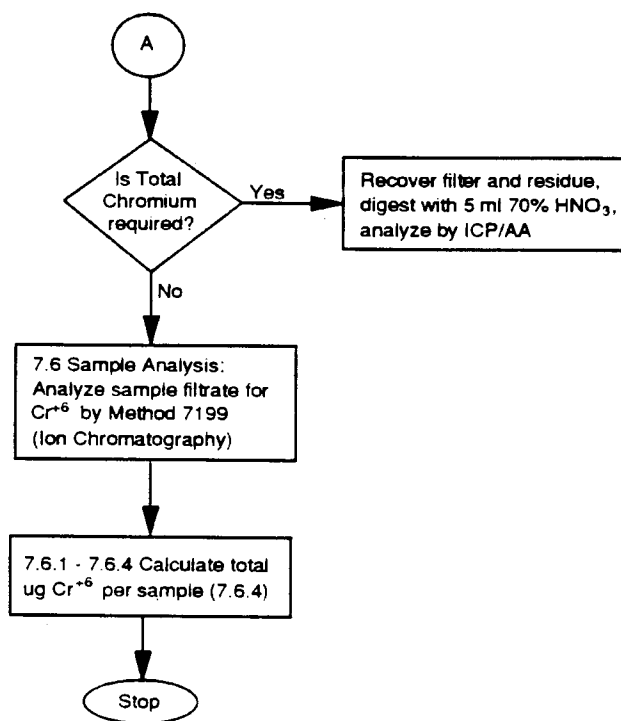 A
Is Total
Chromium
required?
Yes
Recover filter and residue,
digest with 5 ml 70% HNO₃,
analyze by ICP/AA
No
7.6 Sample Analysis:
Analyze sample filtrate for
Cr⁺⁶ by Method 7199
(Ion Chromatography)
7.6.1 - 7.6.4 Calculate total
ug Cr⁺⁶ per sample (7.6.4)
Stop